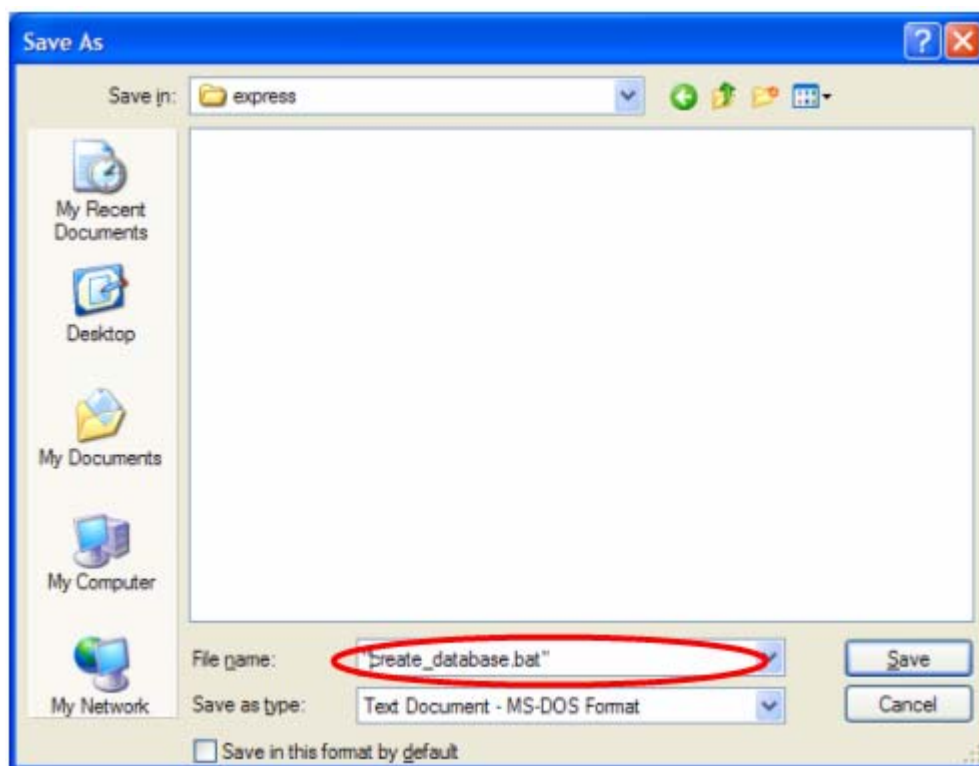 Save As
Save in:
express
My Recent
Documents
Desktop
My Documents
My Computer
My Network
File name:
"create_database.bat"
Save
Save as type:
Text Document - MS-DOS Format
Cancel
Save in this format by default